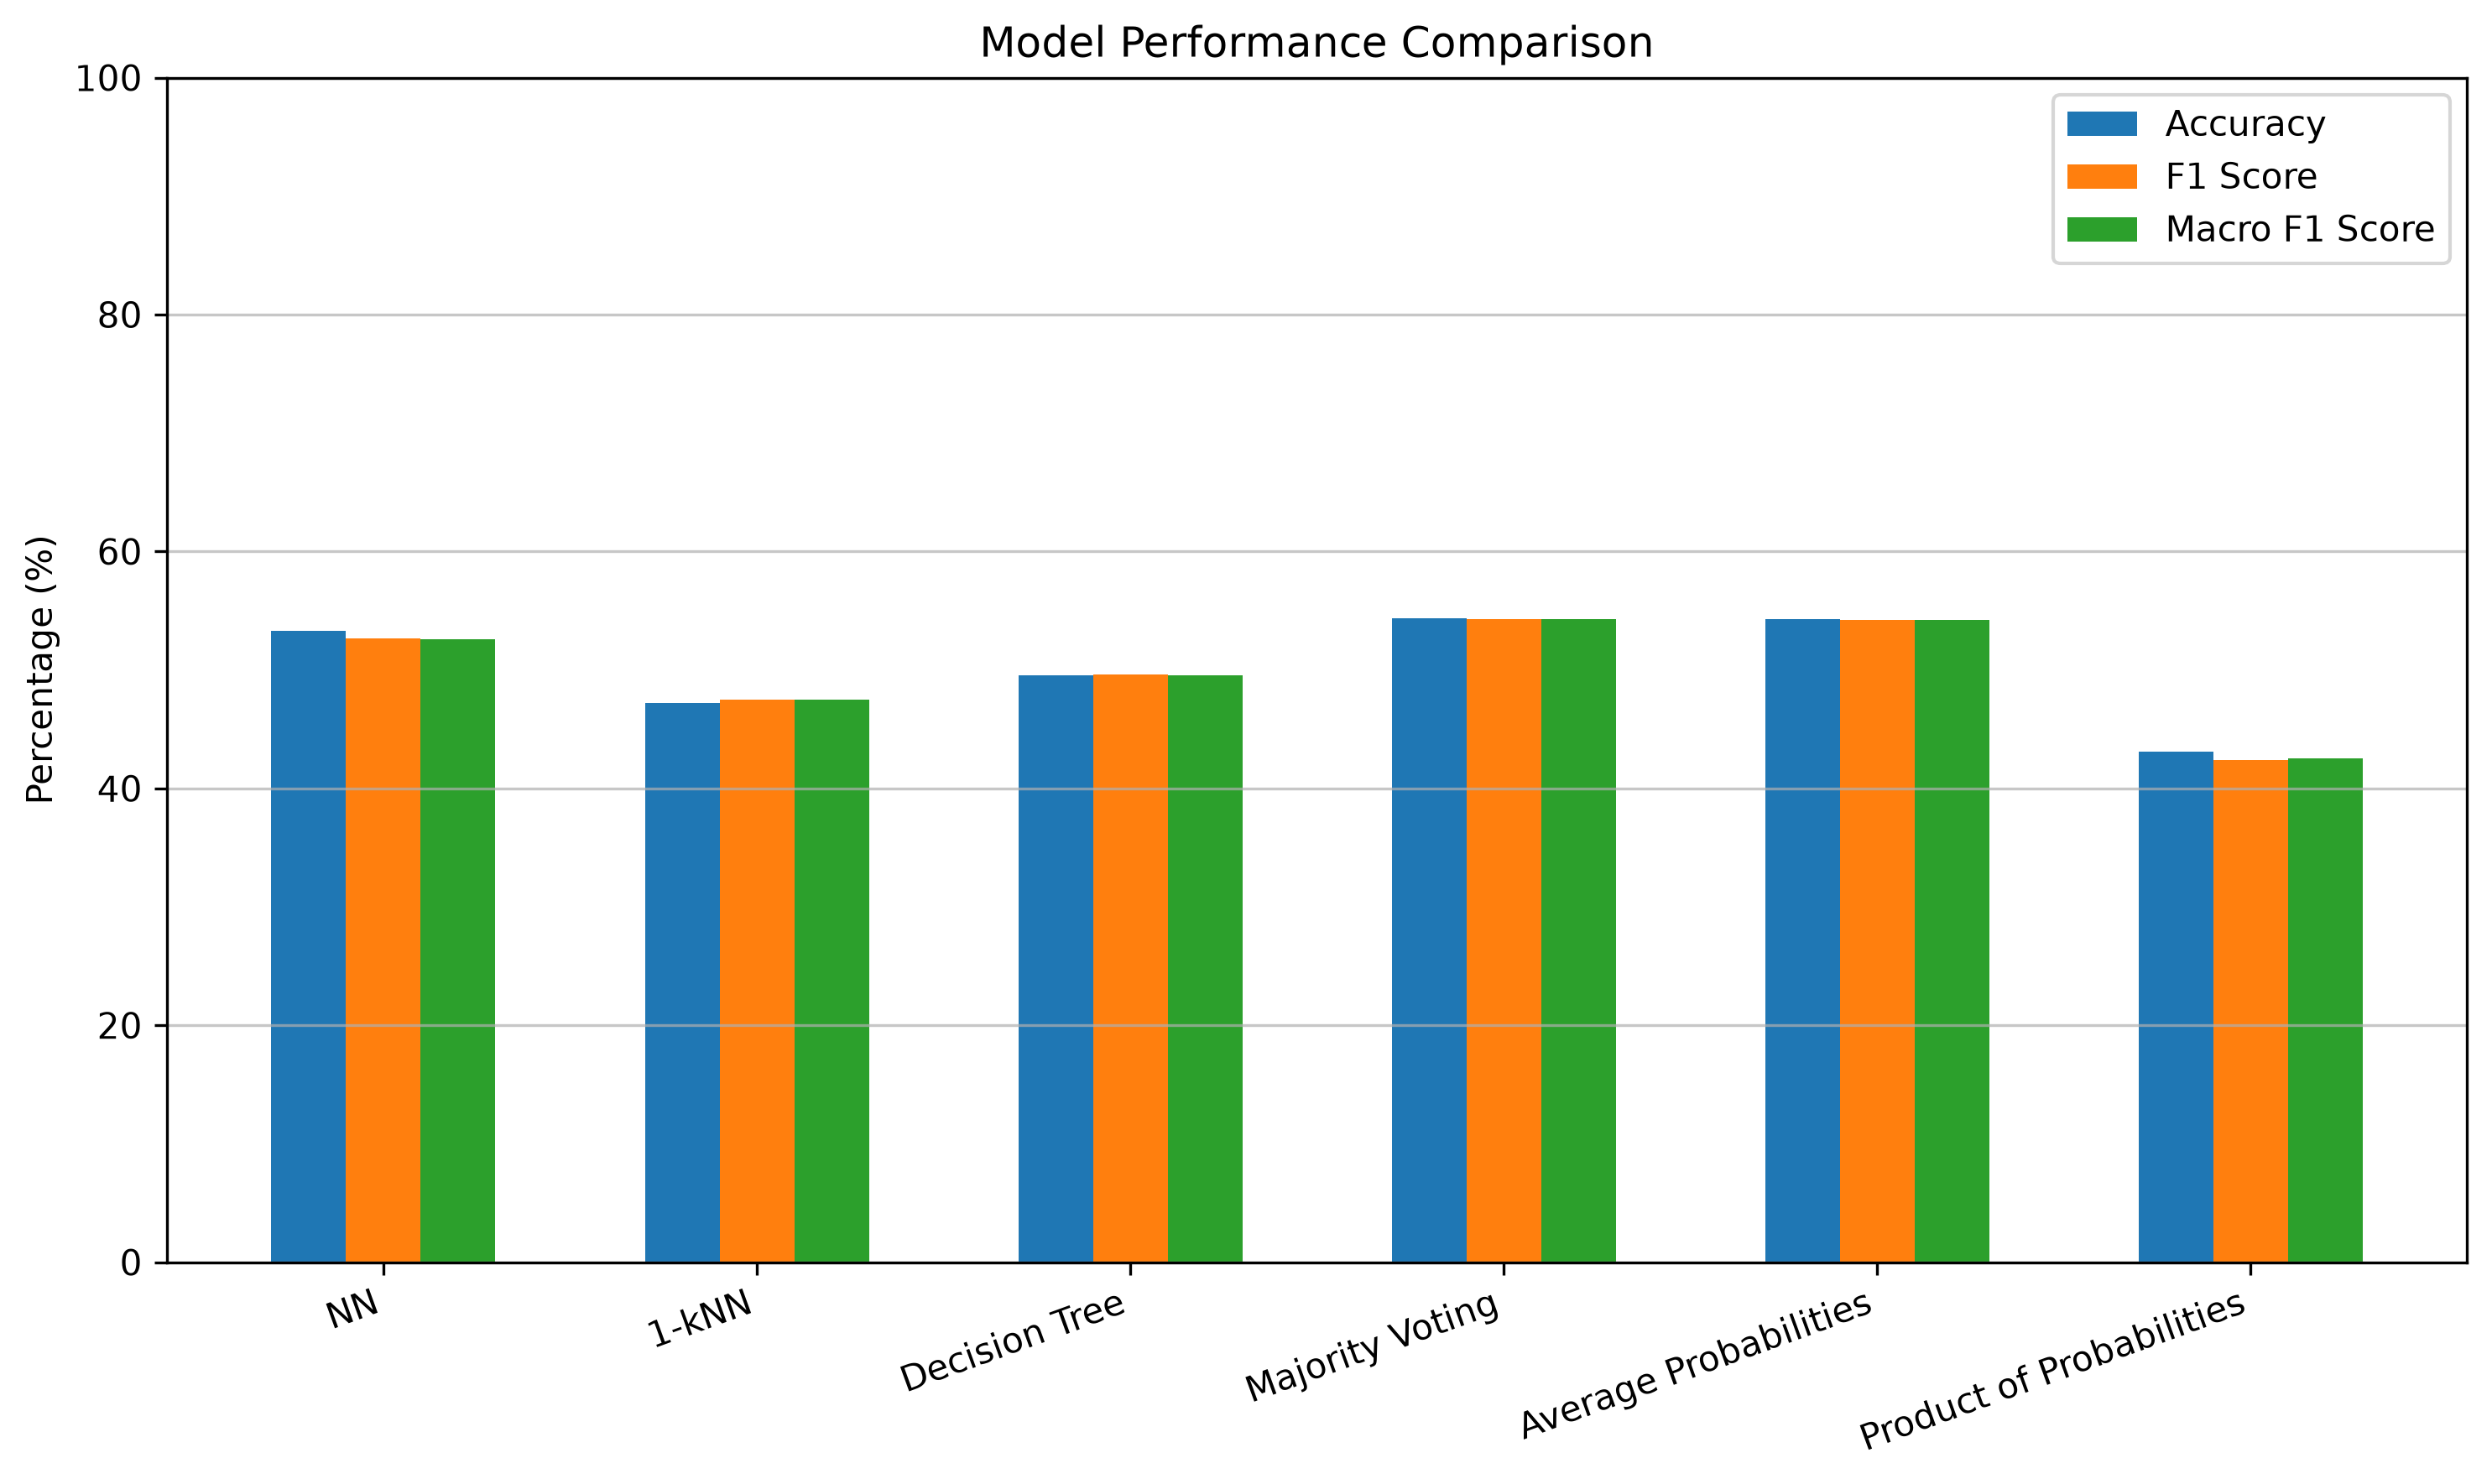 Model Performance Comparison
Accuracy
F1 Score
Macro F1 Score
Percentage (%)
100
80
60
40
20
0
NN
1-kNN
Decision Tree
Majority Voting
Average Probabilities
Product of Probabilities